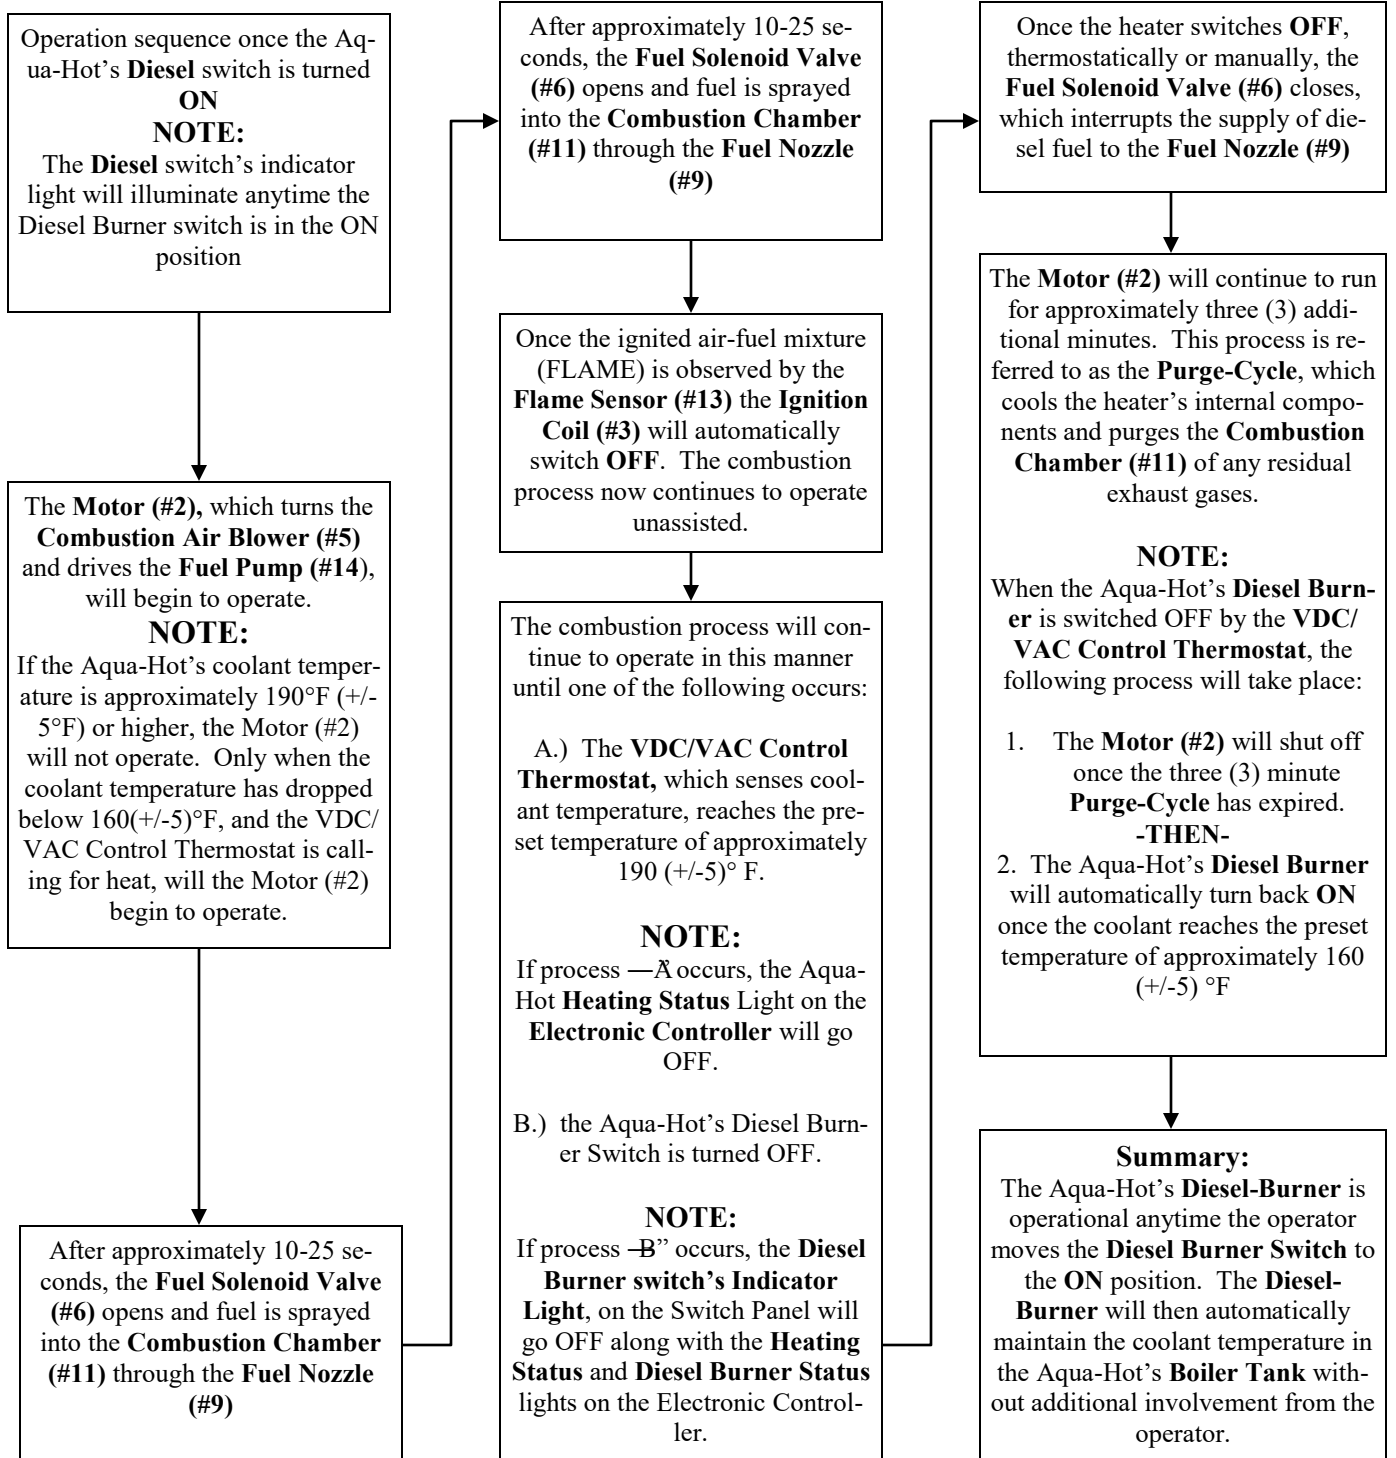 Operation sequence once the Aq-
ua-Hot’s Diesel switch is turned
ON
NOTE:
The Diesel switch’s indicator
light will illuminate anytime the
Diesel Burner switch is in the ON
position
The Motor (#2), which turns the
Combustion Air Blower (#5)
and drives the Fuel Pump (#14),
will begin to operate.
NOTE:
If the Aqua-Hot’s coolant temper-
ature is approximately 190°F (+/-
5°F) or higher, the Motor (#2)
will not operate.  Only when the
coolant temperature has dropped
below 160(+/-5)°F, and the VDC/
VAC Control Thermostat is call-
ing for heat, will the Motor (#2)
begin to operate.
After approximately 10-25 se-
conds, the Fuel Solenoid Valve
(#6) opens and fuel is sprayed
into the Combustion Chamber
(#11) through the Fuel Nozzle
(#9)
After approximately 10-25 se-
conds, the Fuel Solenoid Valve
(#6) opens and fuel is sprayed
into the Combustion Chamber
(#11) through the Fuel Nozzle
(#9)
Once the ignited air-fuel mixture
(FLAME) is observed by the
Flame Sensor (#13) the Ignition
Coil (#3) will automatically
switch OFF.  The combustion
process now continues to operate
unassisted.
The combustion process will con-
tinue to operate in this manner
until one of the following occurs:
A.)  The VDC/VAC Control
Thermostat, which senses cool-
ant temperature, reaches the pre-
set temperature of approximately
190 (+/-5)° F.
NOTE:
If process ―A” occurs, the Aqua-
Hot Heating Status Light on the
Electronic Controller will go
OFF.
B.)  the Aqua-Hot’s Diesel Burn-
er Switch is turned OFF.
NOTE:
If process ―B” occurs, the Diesel
Burner switch’s Indicator
Light, on the Switch Panel will
go OFF along with the Heating
Status and Diesel Burner Status
lights on the Electronic Control-
ler.
Once the heater switches OFF,
thermostatically or manually, the
Fuel Solenoid Valve (#6) closes,
which interrupts the supply of die-
sel fuel to the Fuel Nozzle (#9)
The Motor (#2) will continue to run
for approximately three (3) addi-
tional minutes.  This process is re-
ferred to as the Purge-Cycle, which
cools the heater’s internal compo-
nents and purges the Combustion
Chamber (#11) of any residual
exhaust gases.
NOTE:
When the Aqua-Hot’s Diesel Burn-
er is switched OFF by the VDC/
VAC Control Thermostat, the
following process will take place:
1.    The Motor (#2) will shut off
once the three (3) minute
Purge-Cycle has expired.
-THEN-
2.  The Aqua-Hot’s Diesel Burner
will automatically turn back ON
once the coolant reaches the preset
temperature of approximately 160
(+/-5) °F
Summary:
The Aqua-Hot’s Diesel-Burner is
operational anytime the operator
moves the Diesel Burner Switch to
the ON position.  The Diesel-
Burner will then automatically
maintain the coolant temperature in
the Aqua-Hot’s Boiler Tank with-
out additional involvement from the
operator.